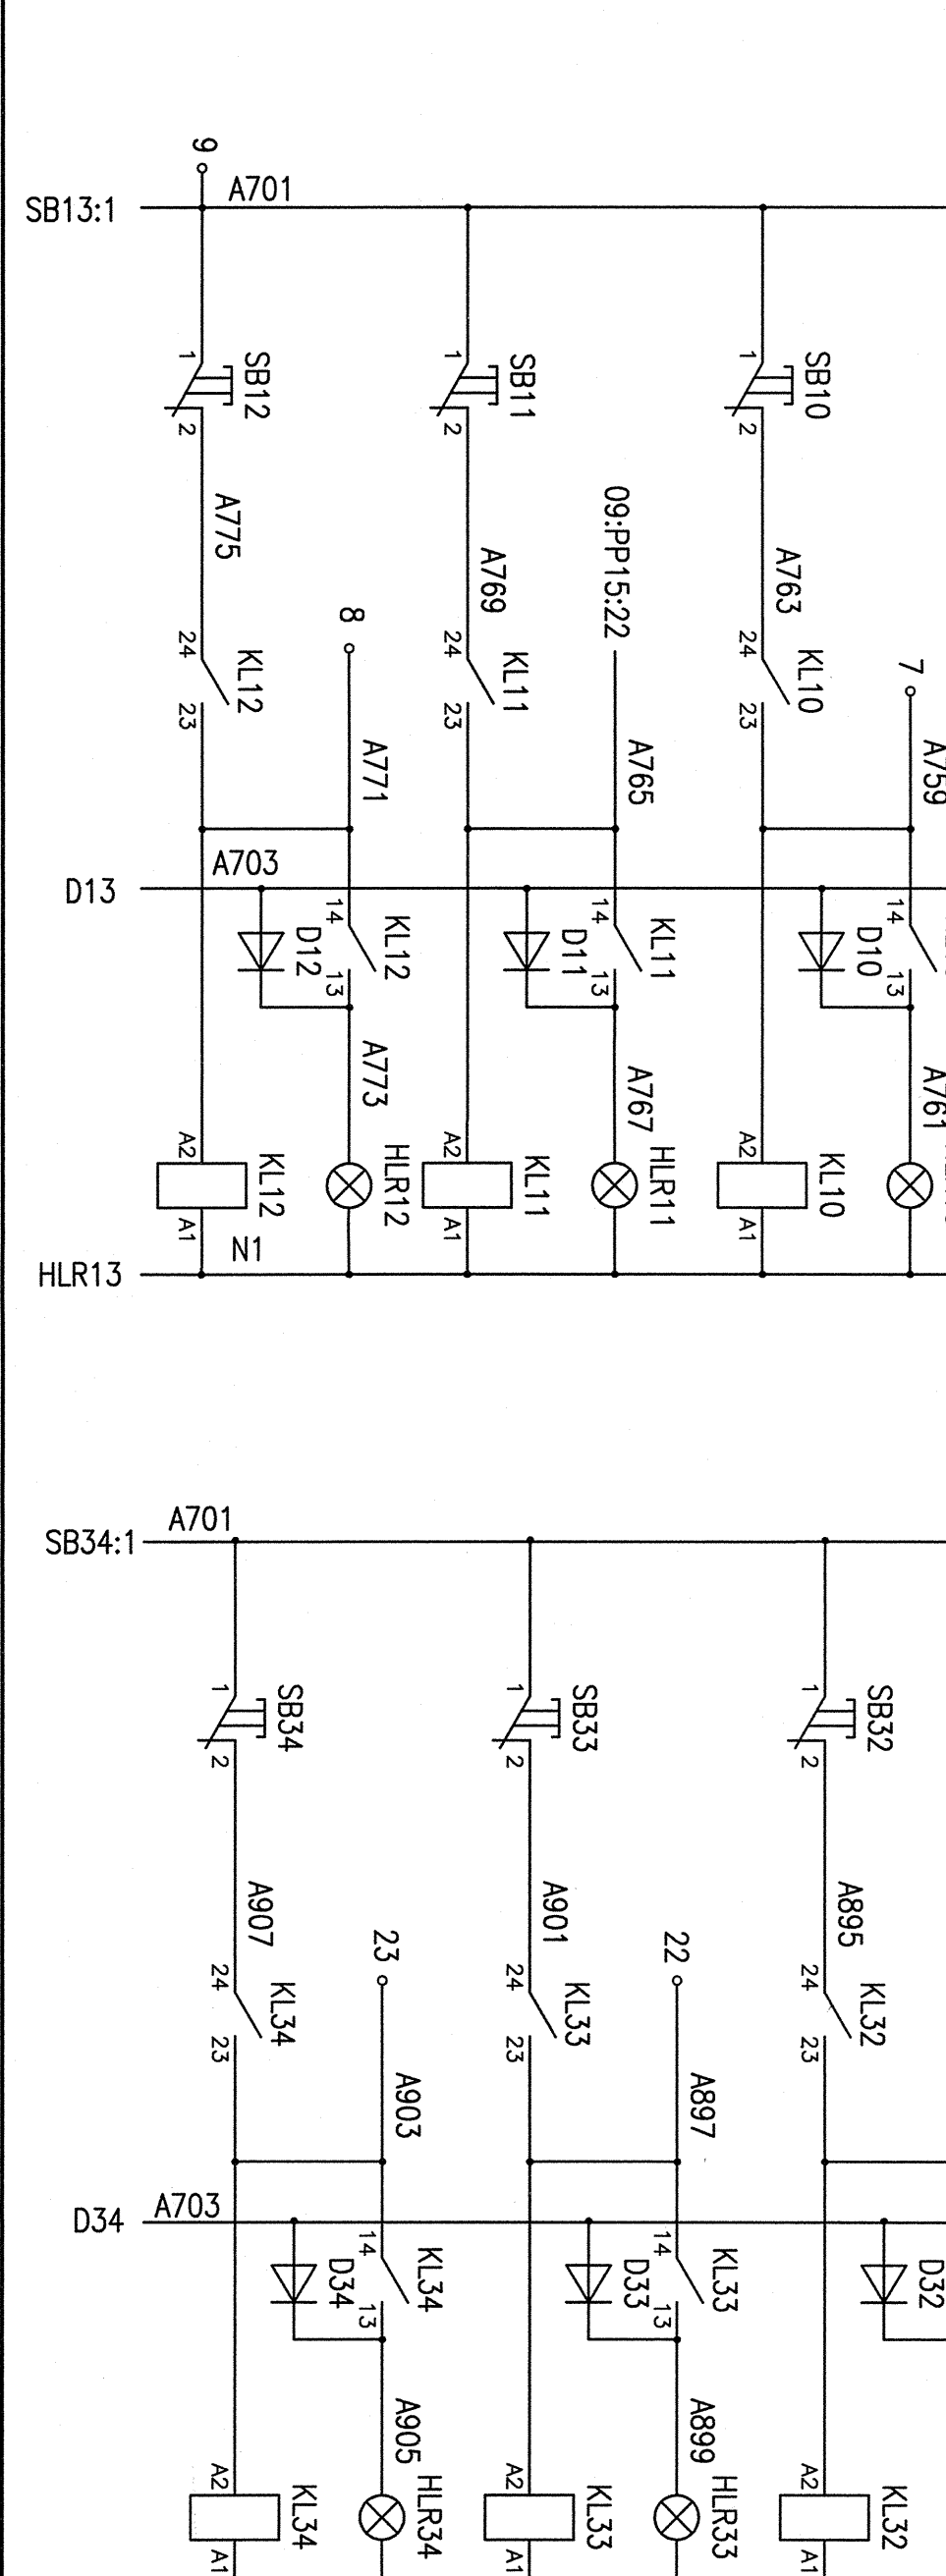 9
A701
SB13:1
SB12
1
2
SB11
1
2
SB10
1
2
A775
A769
09:PP15:22
A763
8
7
24
KL12
23
24
KL11
23
24
KL10
23
A771
A765
A759
A703
D13
D12
14
KL12
13
D11
14
KL11
13
D10
14
13
A773
A767
A761
A2
KL12
A1
HLR12
A2
KL11
A1
HLR11
A2
KL10
A1
N1
HLR13
A701
SB34:1
SB34
1
2
SB33
1
2
SB32
1
2
A907
A901
A895
23
22
24
KL34
23
24
KL33
23
24
KL32
23
A903
A897
A703
D34
D34
14
KL34
13
D33
14
KL33
13
D32
A905
A899
A2
KL34
A1
HLR34
A2
KL33
A1
HLR33
A2
KL32
A1